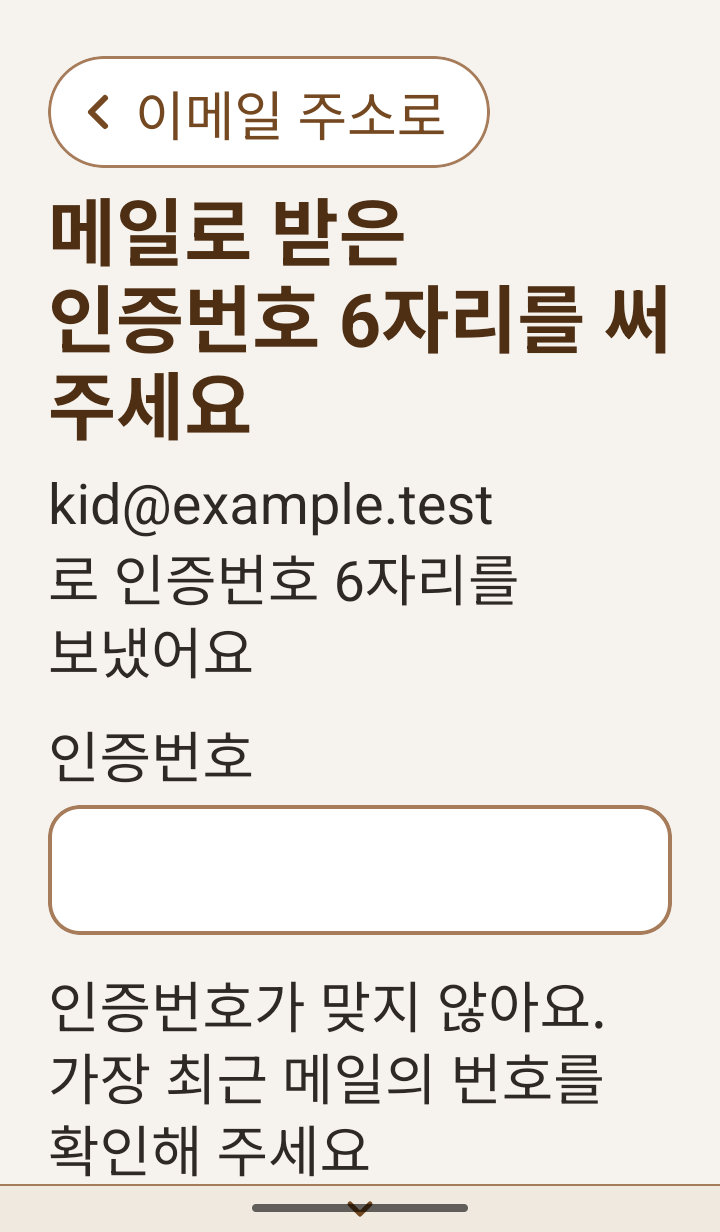 이메일 주소로
메일로 받은
인증번호 6자리를 써
주세요
kid@example.test
로 인증번호 6자리를
보냈어요
인증번호
인증번호가 맞지 않아요.
가장 최근 메일의 번호를
확인해 주세요